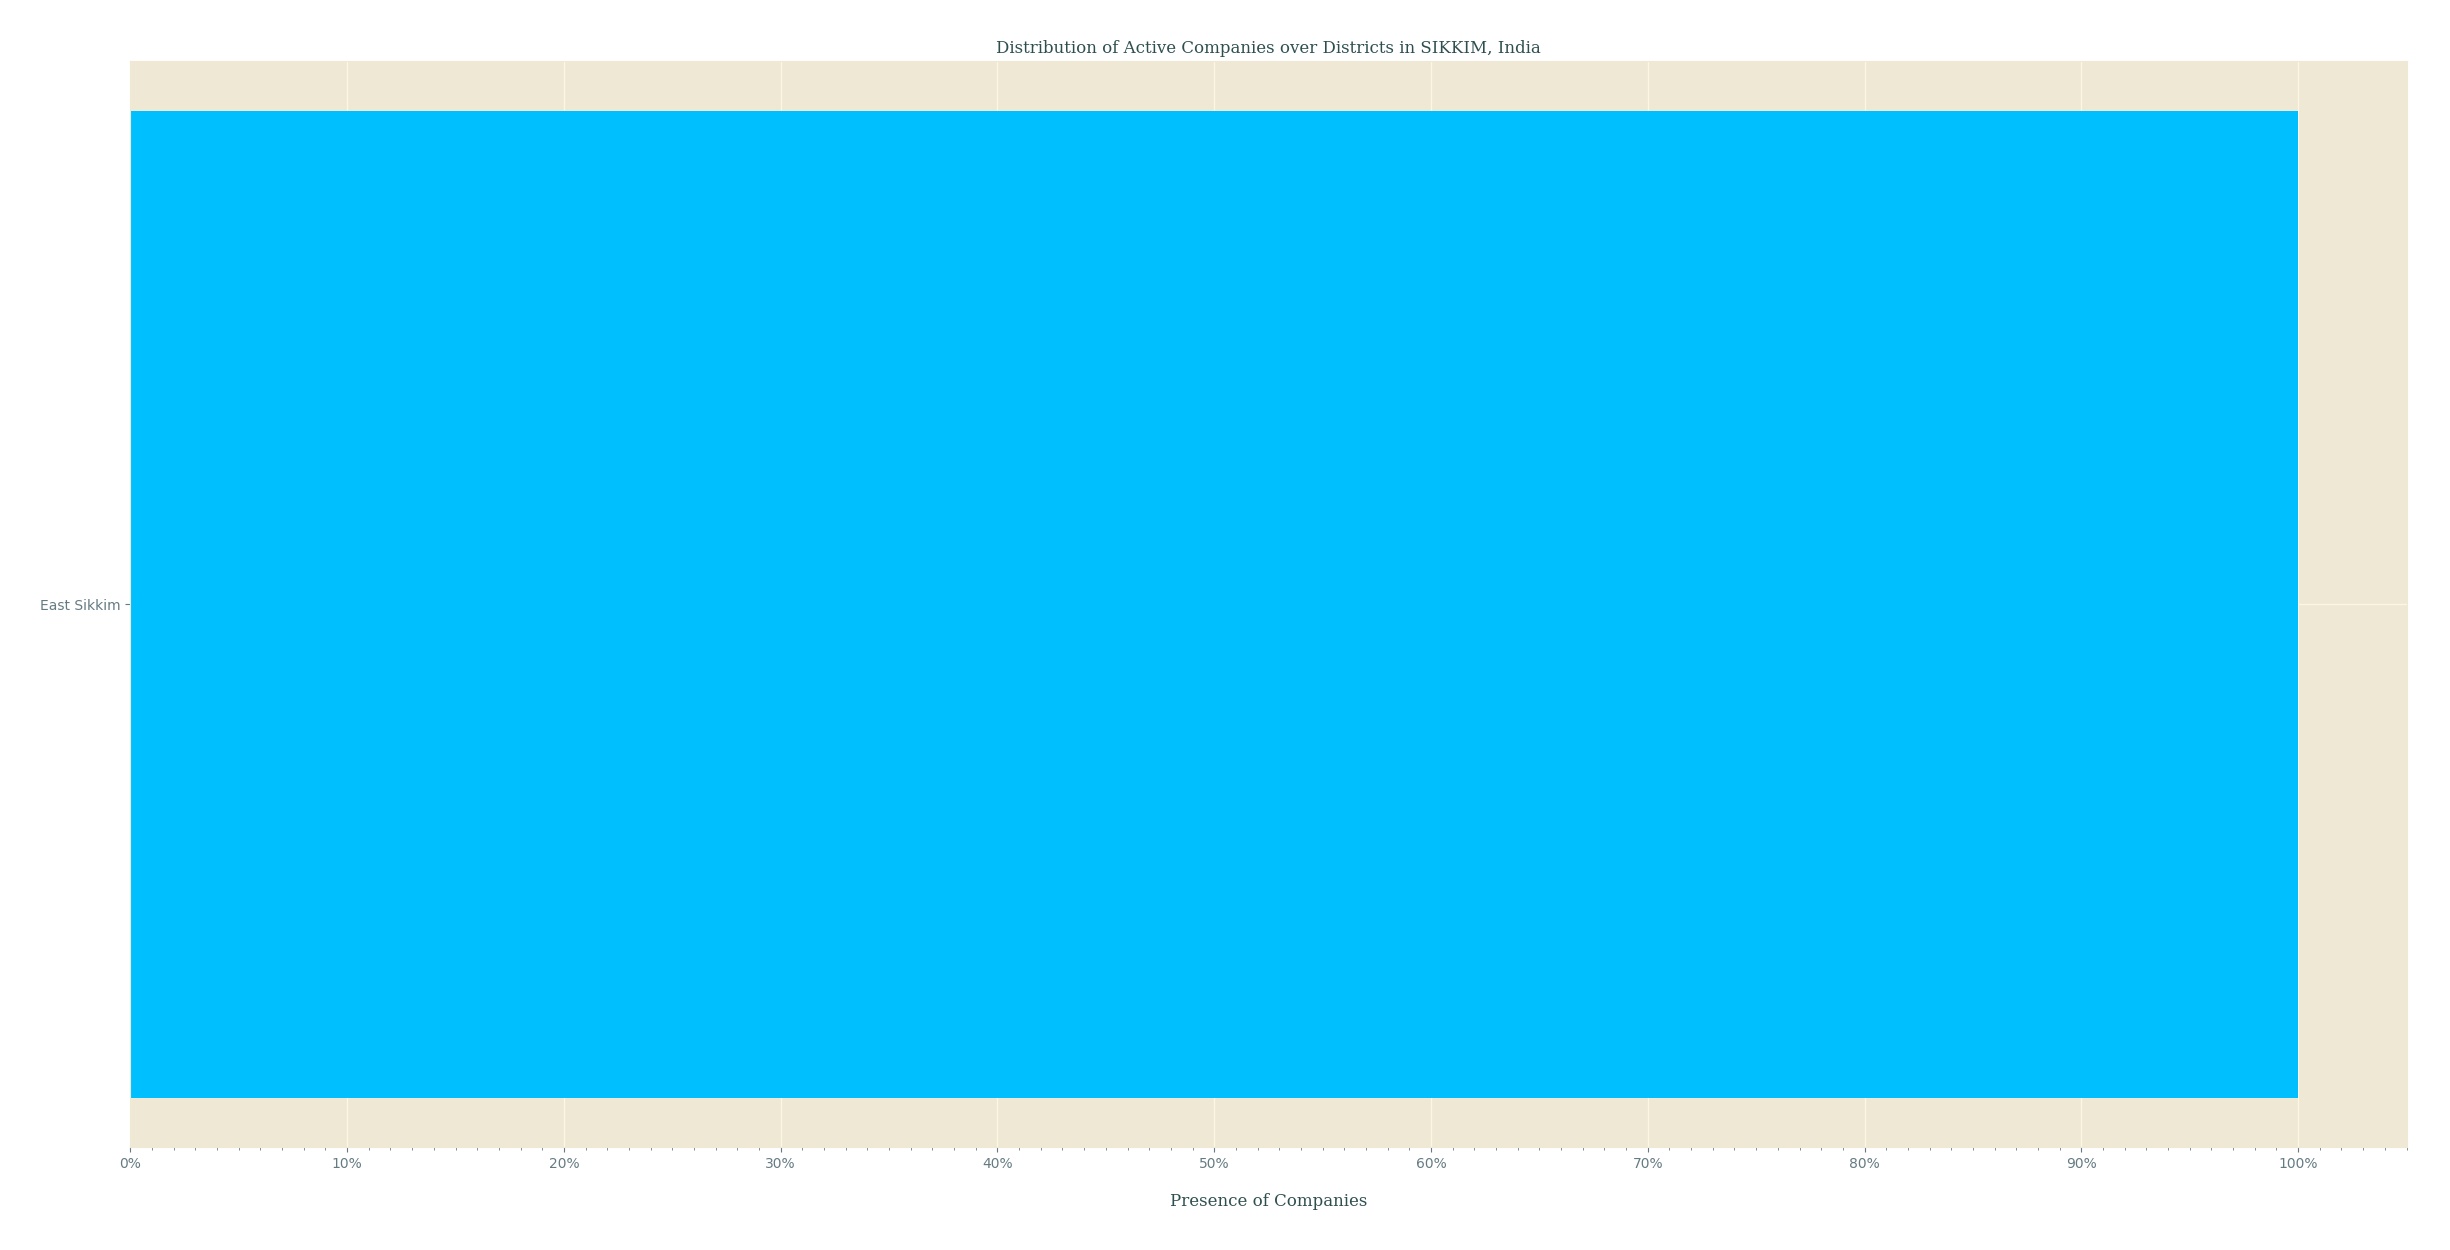 Distribution of Active Companies over Districts in SIKKIM, India
East Sikkim
0% 10% 20% 30% 40% 50% 60% 70% 80% 90% 100%
Presence of Companies